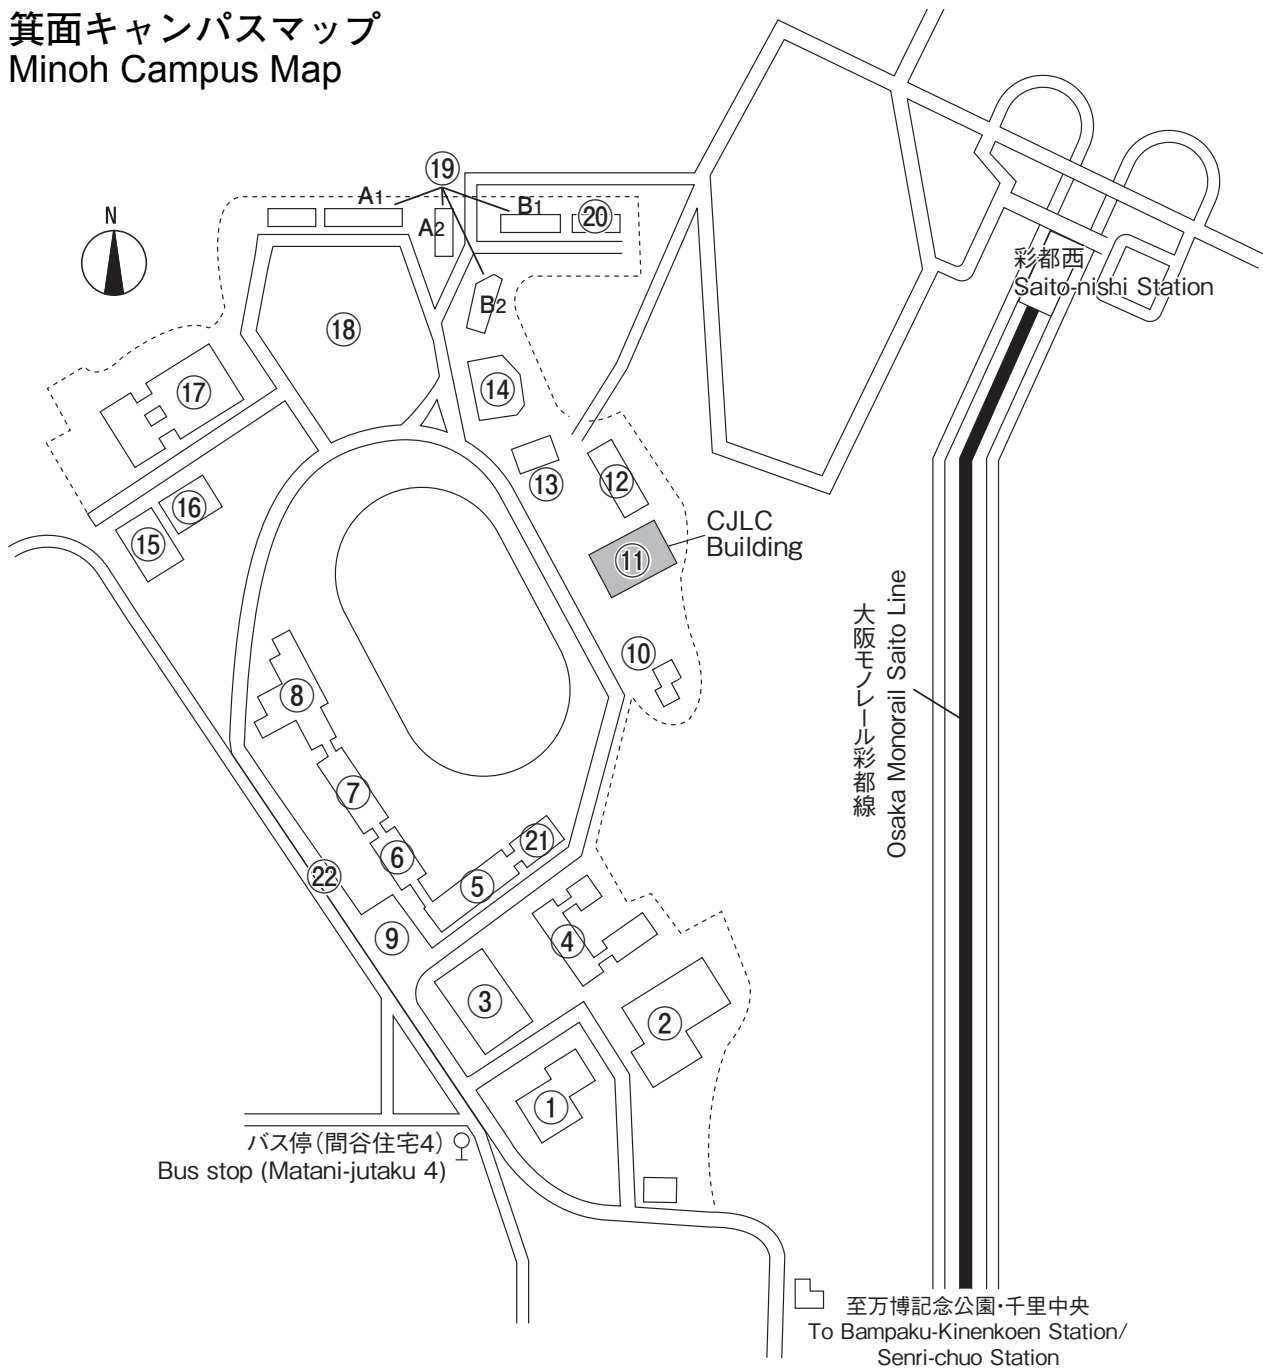 箕面キャンパスマップ
Minoh Campus Map
N
⑲
A1
A2
B1
⑳
B2
彩都西
Saito-nishi Station
⑱
⑰
⑭
⑬
⑫
⑯
⑮
CJLC
Building
⑪
⑩
大阪モノレール彩都線
Osaka Monorail Saito Line
⑧
⑦
⑥
㉑
⑤
㉒
⑨
④
③
②
①
バス停(間谷住宅4)
Bus stop (Matani-jutaku 4)
至万博記念公園・千里中央
To Bampaku-Kinenkoen Station/
Senri-chuo Station